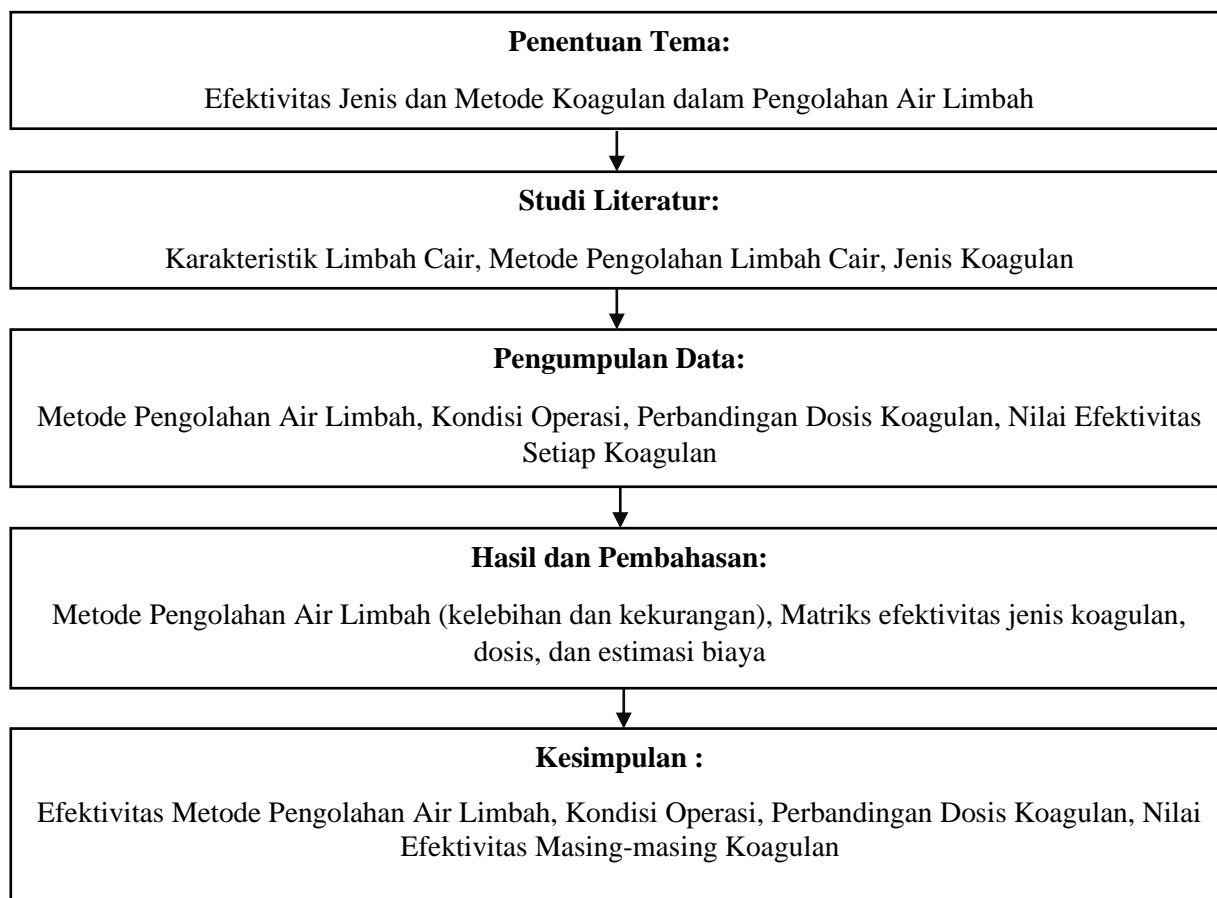 Penentuan Tema:
Efektivitas Jenis dan Metode Koagulan dalam Pengolahan Air Limbah
Studi Literatur:
Karakteristik Limbah Cair, Metode Pengolahan Limbah Cair, Jenis Koagulan
Pengumpulan Data:
Metode Pengolahan Air Limbah, Kondisi Operasi, Perbandingan Dosis Koagulan, Nilai Efektivitas
Setiap Koagulan
Hasil dan Pembahasan:
Metode Pengolahan Air Limbah (kelebihan dan kekurangan), Matriks efektivitas jenis koagulan,
dosis, dan estimasi biaya
Kesimpulan :
Efektivitas Metode Pengolahan Air Limbah, Kondisi Operasi, Perbandingan Dosis Koagulan, Nilai
Efektivitas Masing-masing Koagulan